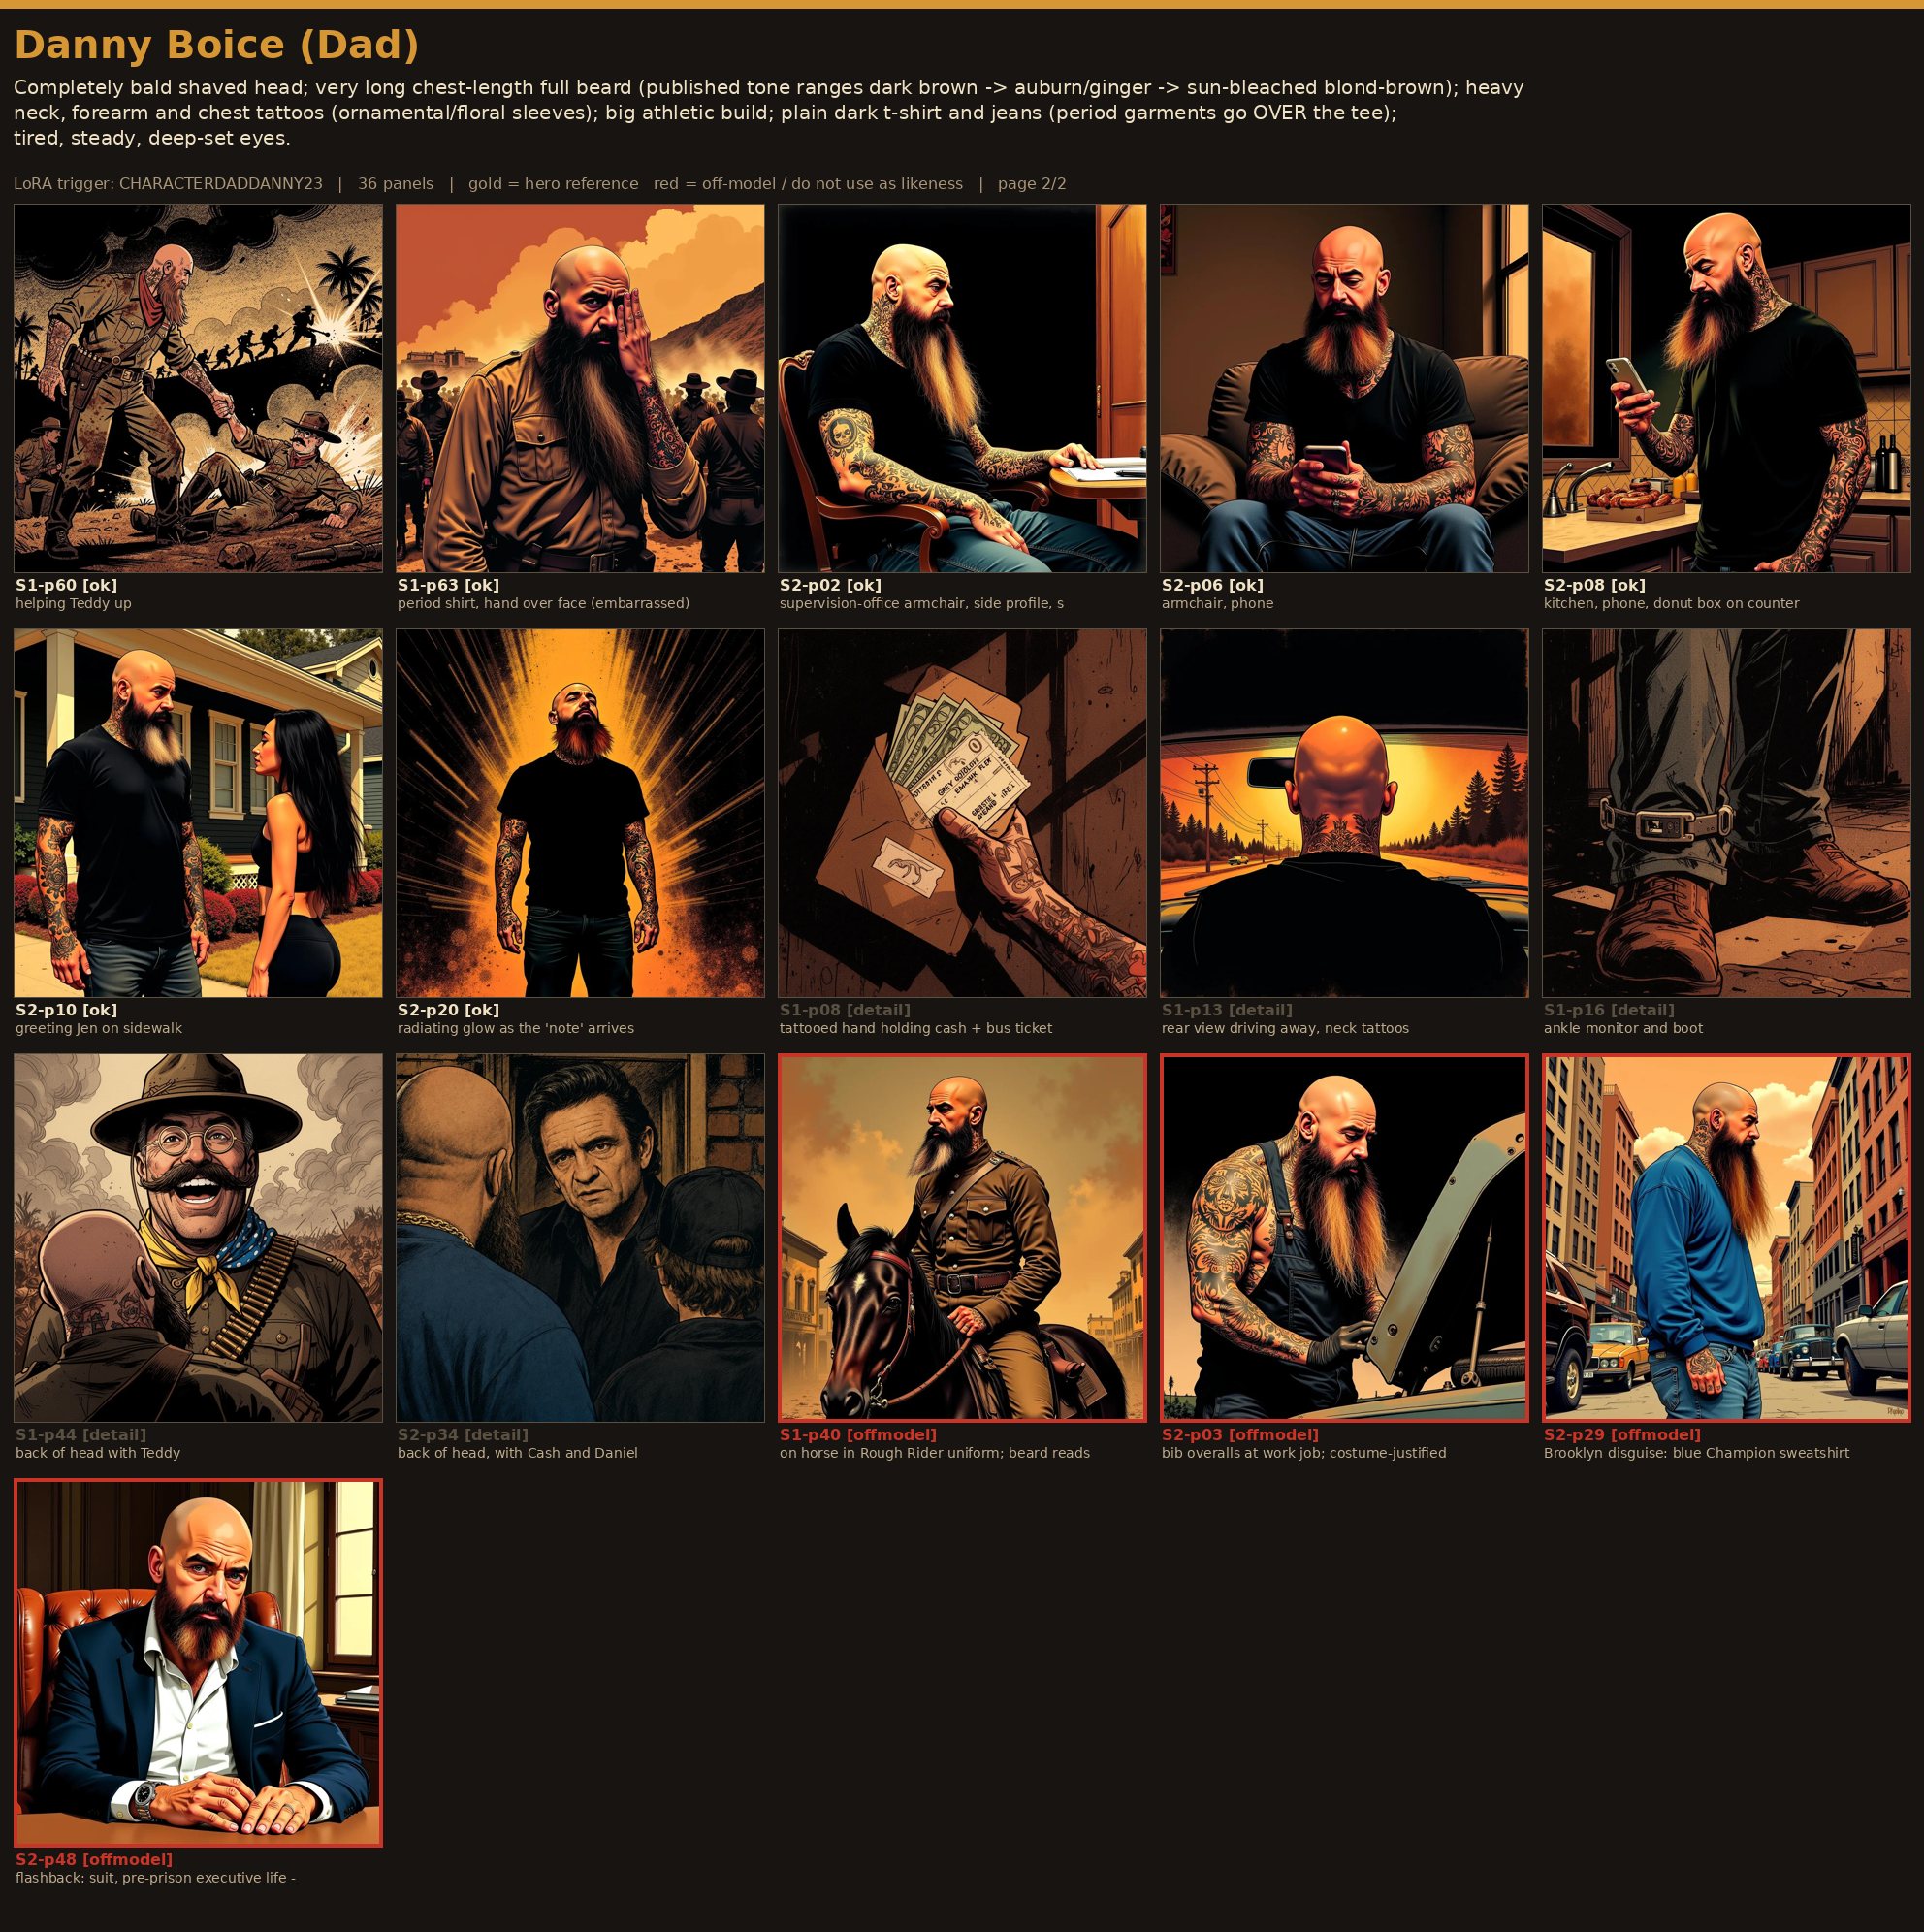 Danny Boice (Dad)
Completely bald shaved head; very long chest-length full beard (published tone ranges dark brown -> auburn/ginger -> sun-bleached blond-brown); heavy
neck, forearm and chest tattoos (ornamental/floral sleeves); big athletic build; plain dark t-shirt and jeans (period garments go OVER the tee);
tired, steady, deep-set eyes.
LoRA trigger: CHARACTERDADDANNY23 | 36 panels | gold = hero reference red = off-model / do not use as likeness | page 2/2
S1-p60 [ok]
helping Teddy up
S1-p63 [ok]
period shirt, hand over face (embarrassed)
S2-p02 [ok]
supervision-office armchair, side profile, s
S2-p06 [ok]
armchair, phone
S2-p08 [ok]
kitchen, phone, donut box on counter
S2-p10 [ok]
greeting Jen on sidewalk
S2-p20 [ok]
radiating glow as the 'note' arrives
S1-p08 [detail]
tattooed hand holding cash + bus ticket
S1-p13 [detail]
rear view driving away, neck tattoos
S1-p16 [detail]
ankle monitor and boot
S1-p44 [detail]
back of head with Teddy
S2-p34 [detail]
back of head, with Cash and Daniel
S1-p40 [offmodel]
on horse in Rough Rider uniform; beard reads
S2-p03 [offmodel]
bib overalls at work job; costume-justified
S2-p29 [offmodel]
Brooklyn disguise: blue Champion sweatshirt
S2-p48 [offmodel]
flashback: suit, pre-prison executive life -